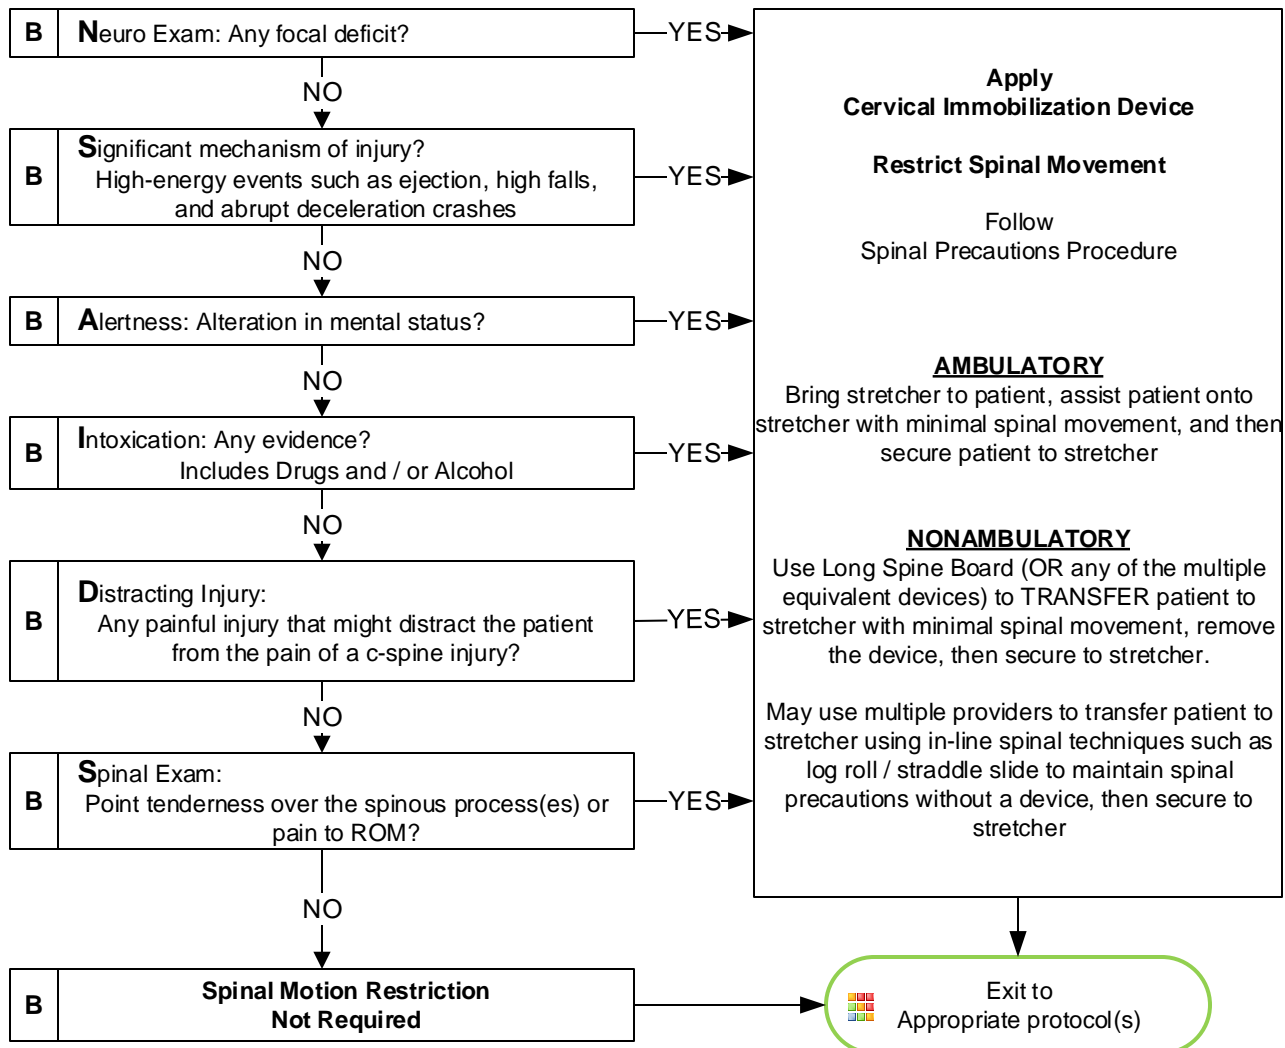 B
Neuro Exam: Any focal deficit?
YES
NO
B
Significant mechanism of injury?
High-energy events such as ejection, high falls,
and abrupt deceleration crashes
YES
NO
B
Alertness: Alteration in mental status?
YES
NO
B
Intoxication: Any evidence?
Includes Drugs and / or Alcohol
YES
NO
B
Distracting Injury:
Any painful injury that might distract the patient
from the pain of a c-spine injury?
YES
NO
B
Spinal Exam:
Point tenderness over the spinous process(es) or
pain to ROM?
YES
NO
B
Spinal Motion Restriction
Not Required
Apply
Cervical Immobilization Device
Restrict Spinal Movement
Follow
Spinal Precautions Procedure
AMBULATORY
Bring stretcher to patient, assist patient onto
stretcher with minimal spinal movement, and then
secure patient to stretcher
NONAMBULATORY
Use Long Spine Board (OR any of the multiple
equivalent devices) to TRANSFER patient to
stretcher with minimal spinal movement, remove
the device, then secure to stretcher.
May use multiple providers to transfer patient to
stretcher using in-line spinal techniques such as
log roll / straddle slide to maintain spinal
precautions without a device, then secure to
stretcher
Exit to
Appropriate protocol(s)